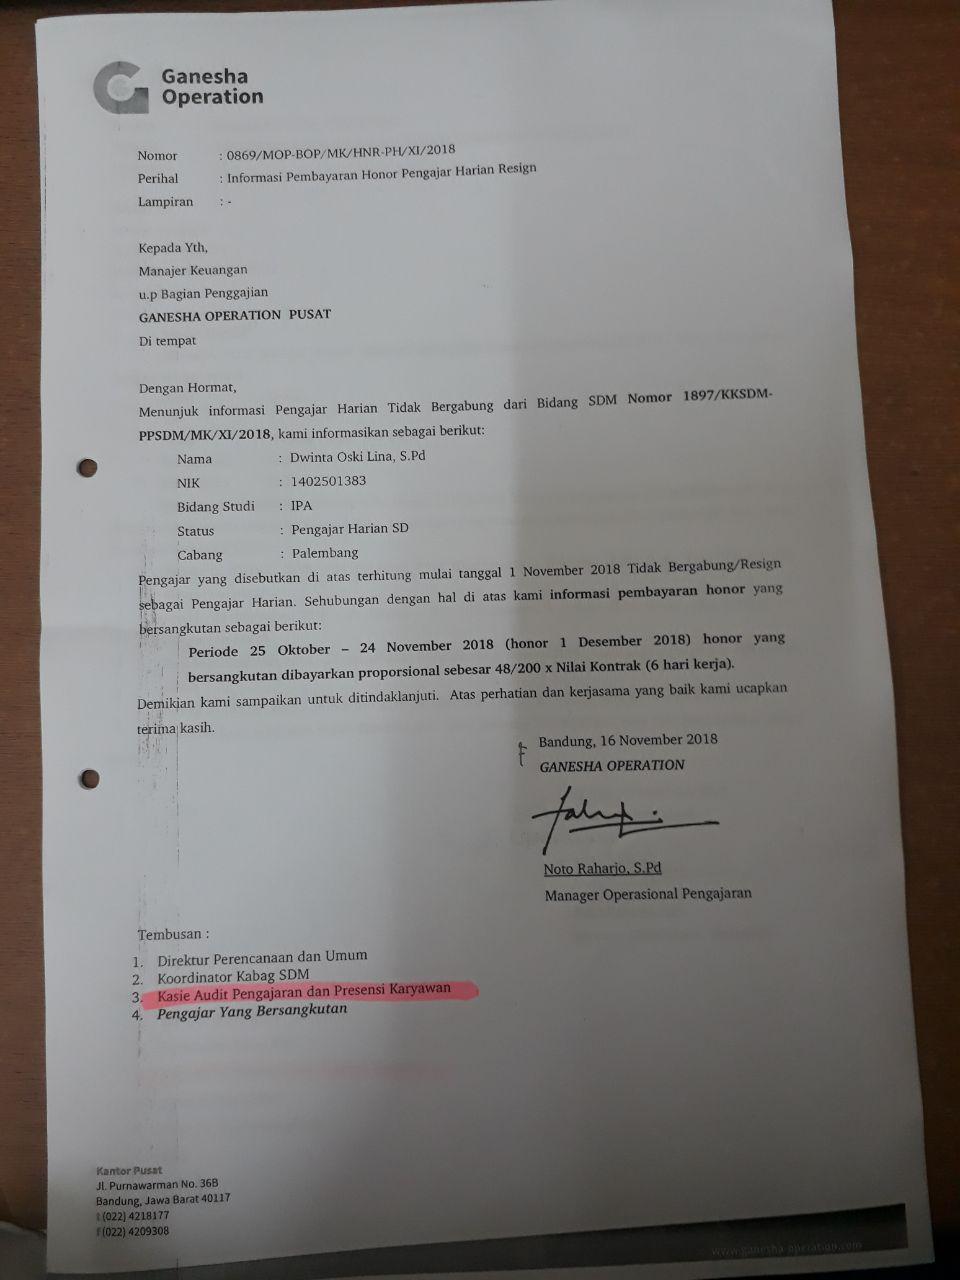 Ganesha
Operation
Nomor : 0869/MOP-BOP/MK/HNR-PH/XI/2018
Perihal : Informasi Pembayaran Honor Pengajar Harian Resign
Lampiran : -
Kepada Yth,
Manajer Keuangan
u.p Bagian Penggajian
GANESHA OPERATION PUSAT
Di tempat
Dengan Hormat,
Menunjuk informasi Pengajar Harian Tidak Bergabung dari Bidang SDM Nomor 1897/KKSDM-
PPSDM/MK/XI/2018, kami informasikan sebagai berikut:
Nama : Dwinta Oski Lina, S.Pd
NIK : 1402501383
Bidang Studi : IPA
Status : Pengajar Harian SD
Cabang : Palembang
Pengajar yang disebutkan di atas terhitung mulai tanggal 1 November 2018 Tidak Bergabung/Resign
sebagai Pengajar Harian. Sehubungan dengan hal di atas kami informasi pembayaran honor yang
bersangkutan sebagai berikut:
Periode 25 Oktober – 24 November 2018 (honor 1 Desember 2018) honor yang
bersangkutan dibayarkan proporsional sebesar 48/200 x Nilai Kontrak (6 hari kerja).
Demikian kami sampaikan untuk ditindaklanjuti. Atas perhatian dan kerjasama yang baik kami ucapkan
terima kasih.
Bandung, 16 November 2018
GANESHA OPERATION
Noto Raharjo, S.Pd
Manager Operasional Pengajaran
Tembusan :
1. Direktur Perencanaan dan Umum
2. Koordinator Kabag SDM
3. Kasie Audit Pengajaran dan Presensi Karyawan
4. Pengajar Yang Bersangkutan
Kantor Pusat
Jl. Purnawarman No. 36B
Bandung, Jawa Barat 40117
t (022) 4218177
f (022) 4209308
www.ganesha-operation.com